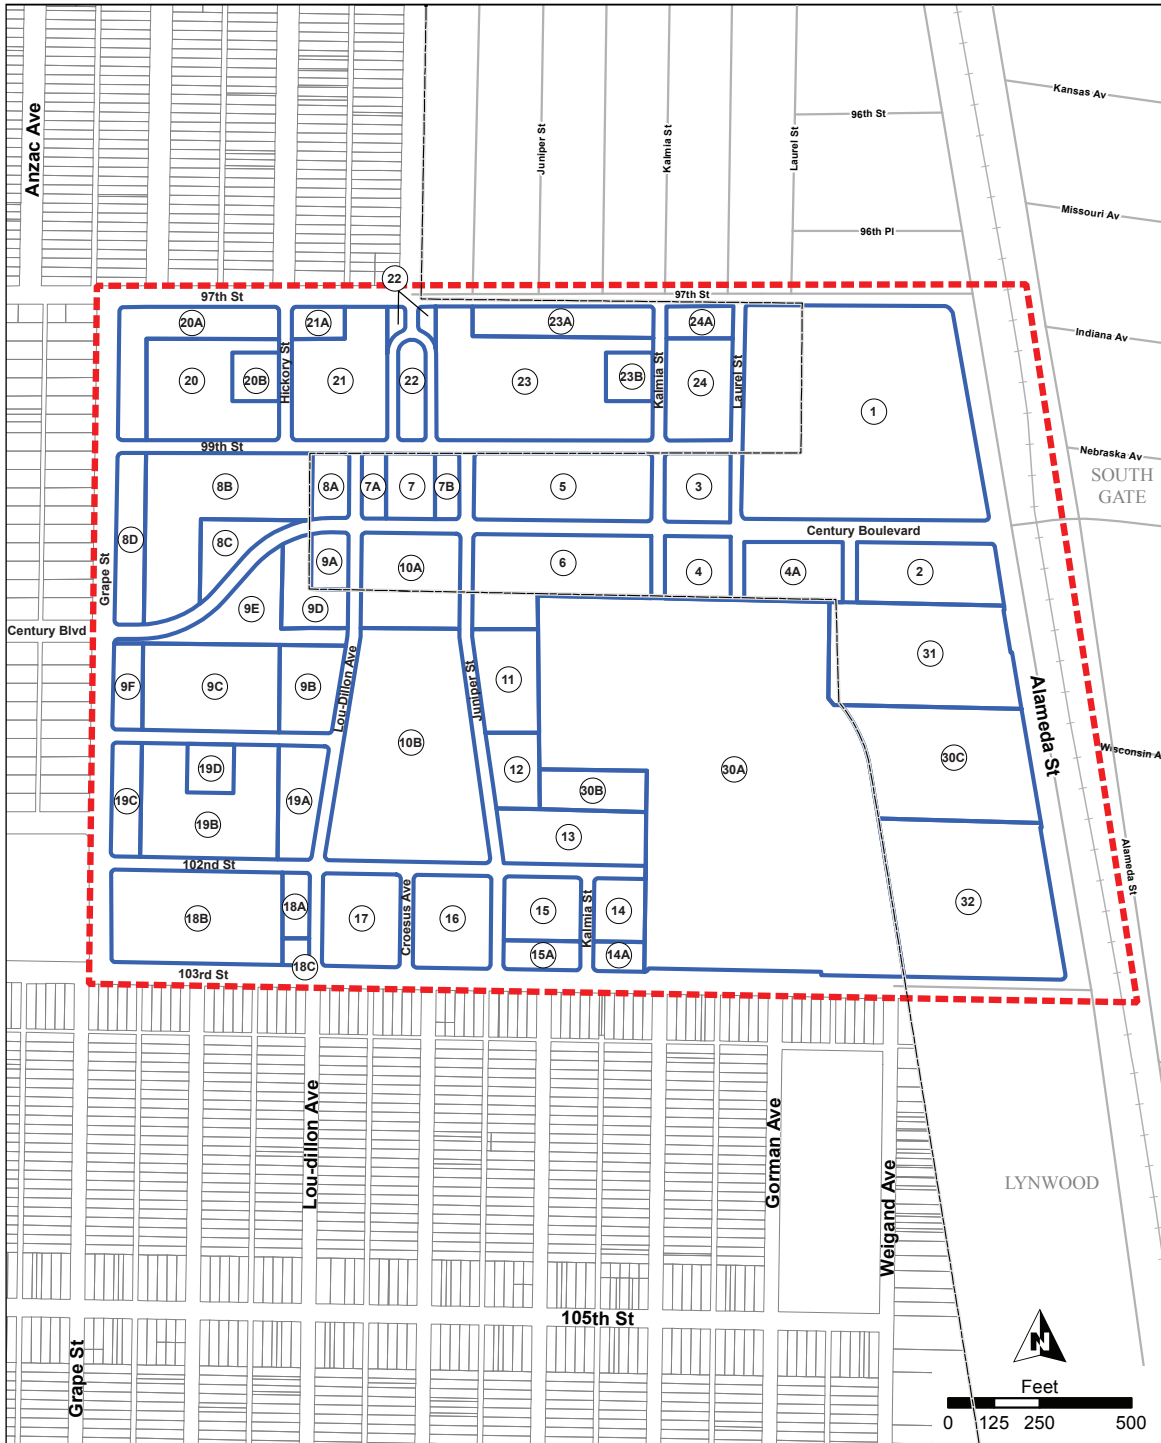 Anzac Ave
Juniper St
Kalmia St
Laurel St
96th St
96th Pl
Kansas Av
Missouri Av
Indiana Av
Nebraska Av
SOUTH
GATE
22
97th St
97th St
20A
21A
23A
24A
20
20B
Hickory St
21
22
23
23B
Kalmia St
24
Laurel St
1
99th St
8B
8A
7A
7
7B
5
3
8D
8C
Century Boulevard
9A
10A
6
4
4A
2
Grape St
9E
9D
Century Blvd
31
9F
9C
9B
Lou-Dillon Ave
Juniper St
11
Alameda St
10B
12
30A
30C
Wisconsin A
19D
30B
19C
19B
19A
13
Alameda St
102nd St
18B
18A
17
Croesus Ave
16
15
Kalmia St
14
32
15A
14A
18C
103rd St
Lou-dillon Ave
Gorman Ave
Weigand Ave
LYNWOOD
105th St
Grape St
N
Feet
0 125 250 500